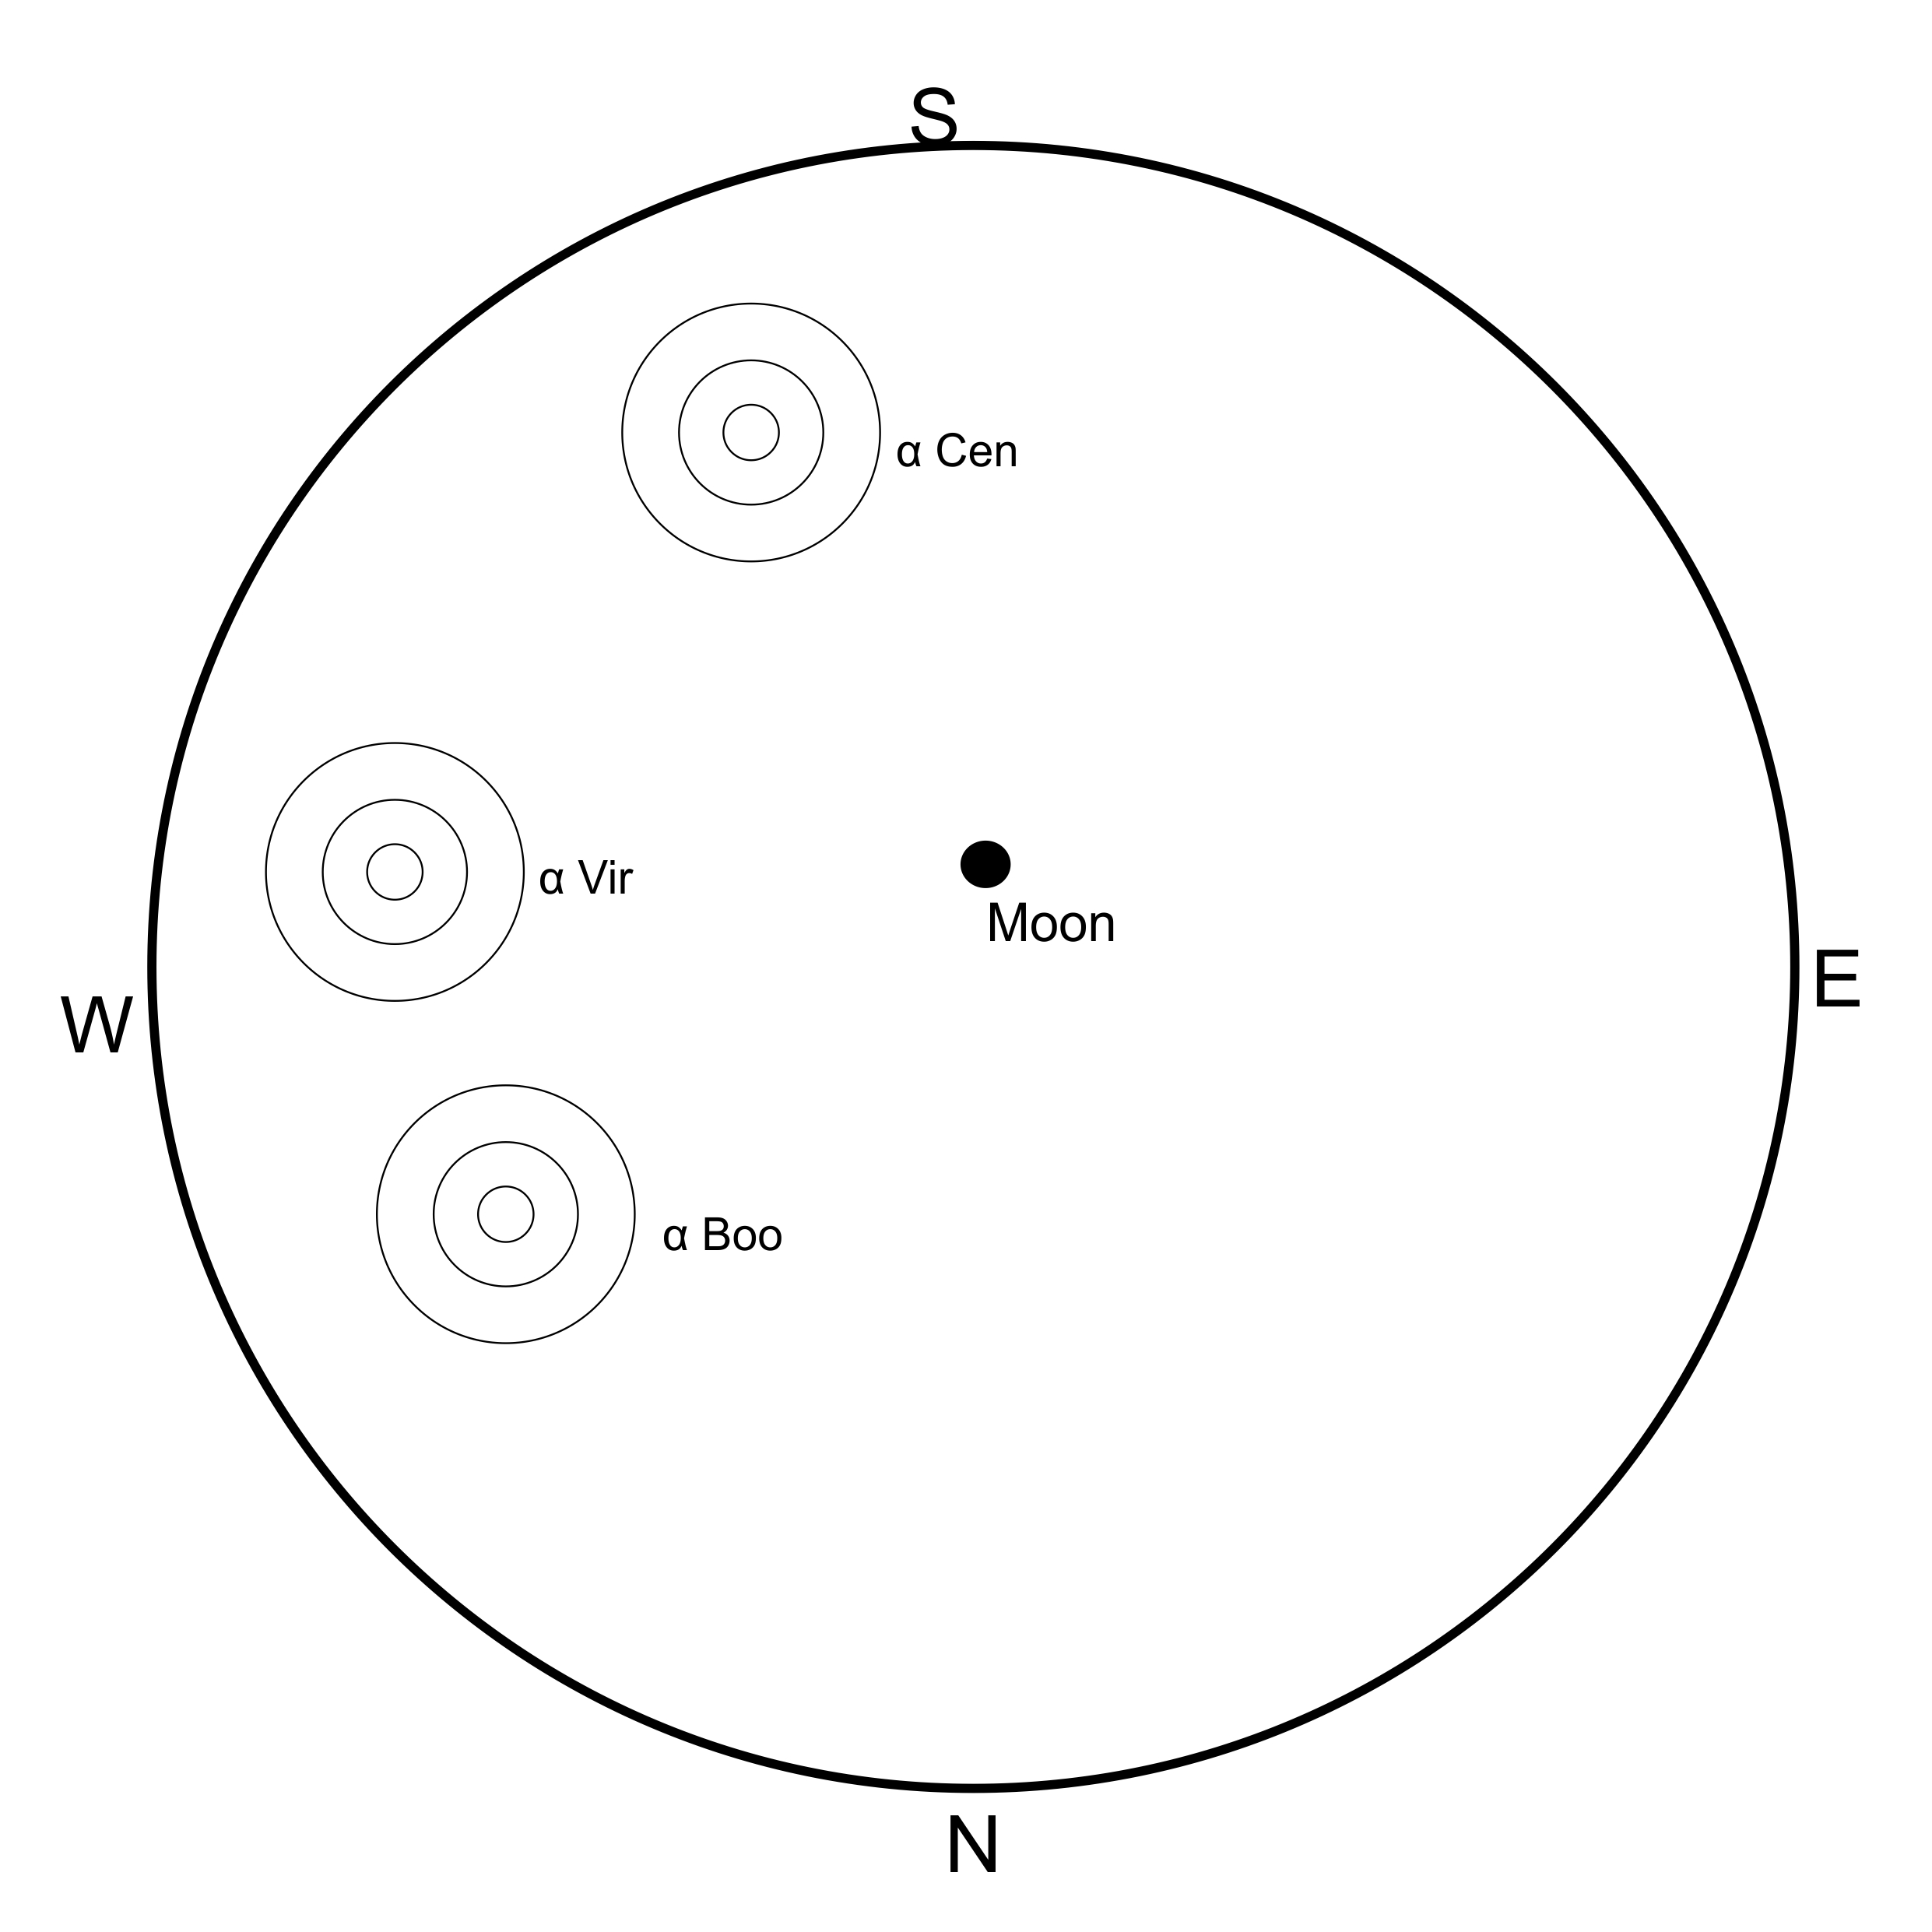 S
α Cen
α Vir
Moon
E
W
α Boo
N